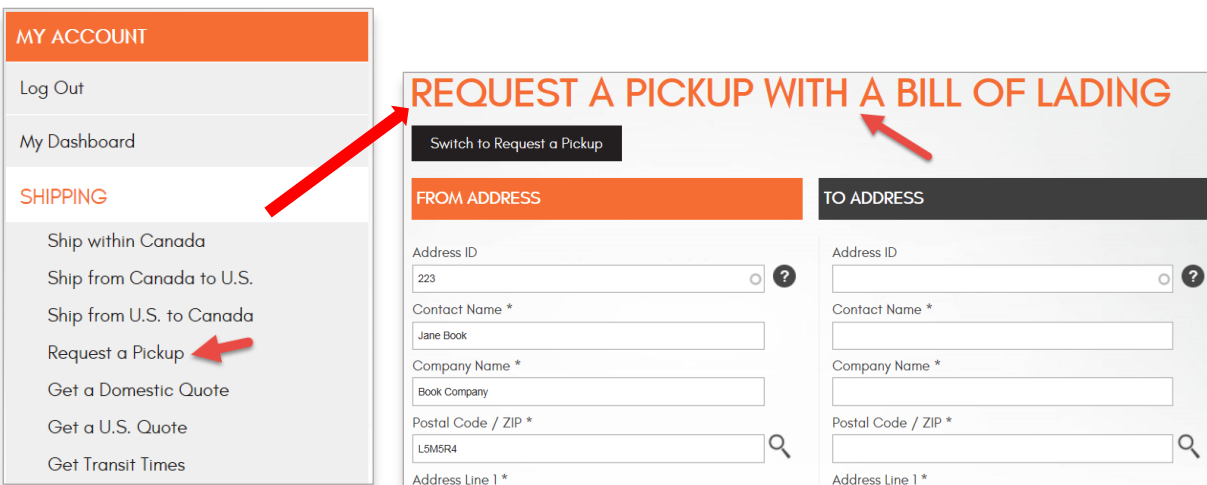 MY ACCOUNT
Log Out
My Dashboard
SHIPPING
Ship within Canada
Ship from Canada to U.S.
Ship from U.S. to Canada
Request a Pickup
Get a Domestic Quote
Get a U.S. Quote
Get Transit Times
REQUEST A PICKUP WITH A BILL OF LADING
Switch to Request a Pickup
FROM ADDRESS
Address ID
223
?
Contact Name *
Jane Book
Company Name *
Book Company
Postal Code / ZIP *
L5M5R4
Address Line 1 *
TO ADDRESS
Address ID
?
Contact Name *
Company Name *
Postal Code / ZIP *
Address Line 1 *